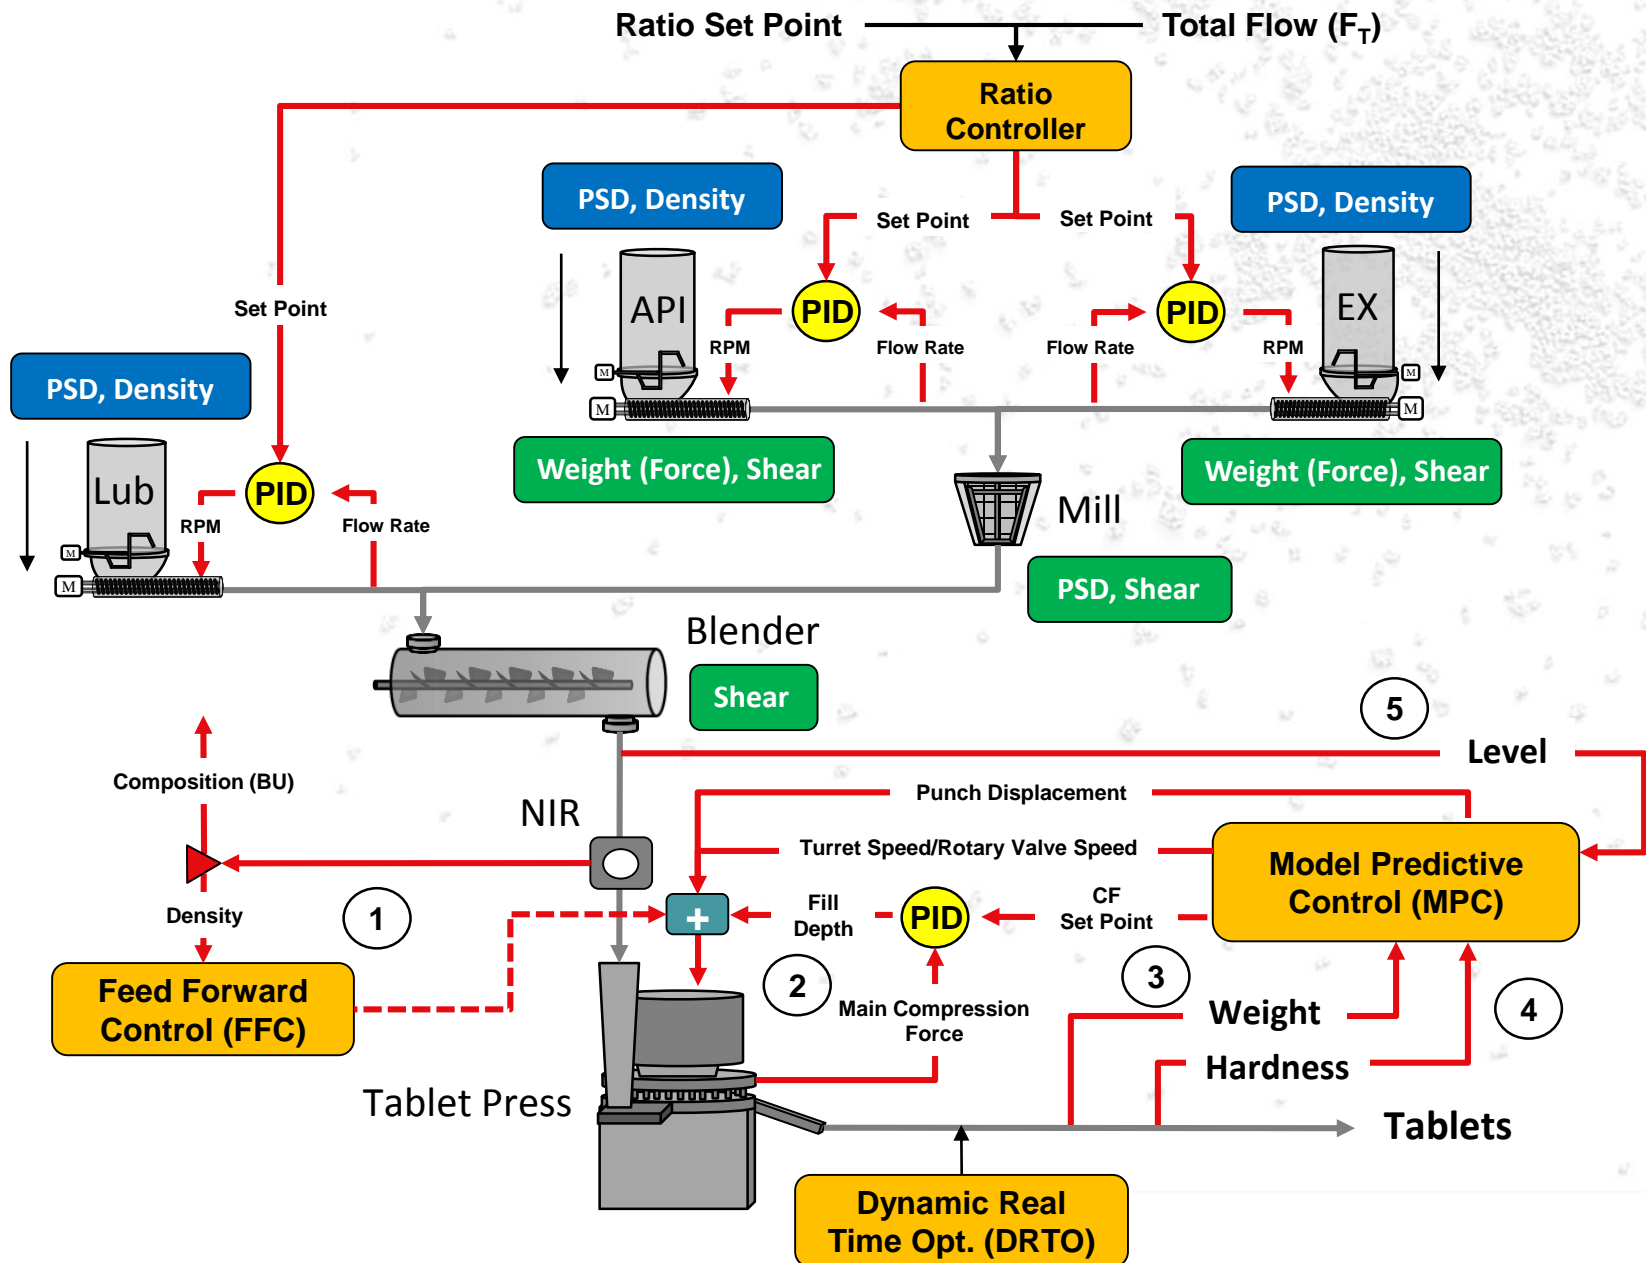 Ratio Set Point
Total Flow (F_T)
Ratio
Controller
PSD, Density
PSD, Density
Set Point
Set Point
API
PID
PID
EX
RPM
Flow Rate
Flow Rate
RPM
M
M
M
M
Set Point
PSD, Density
Weight (Force), Shear
Weight (Force), Shear
Lub
PID
RPM
Flow Rate
M
M
Mill
PSD, Shear
Blender
Shear
5
Level
Composition (BU)
NIR
Punch Displacement
Turret Speed/Rotary Valve Speed
Model Predictive
Control (MPC)
Density
1
+
Fill
Depth
PID
CF
Set Point
Feed Forward
Control (FFC)
2
Main Compression
Force
3
Weight
4
Hardness
Tablet Press
Tablets
Dynamic Real
Time Opt. (DRTO)